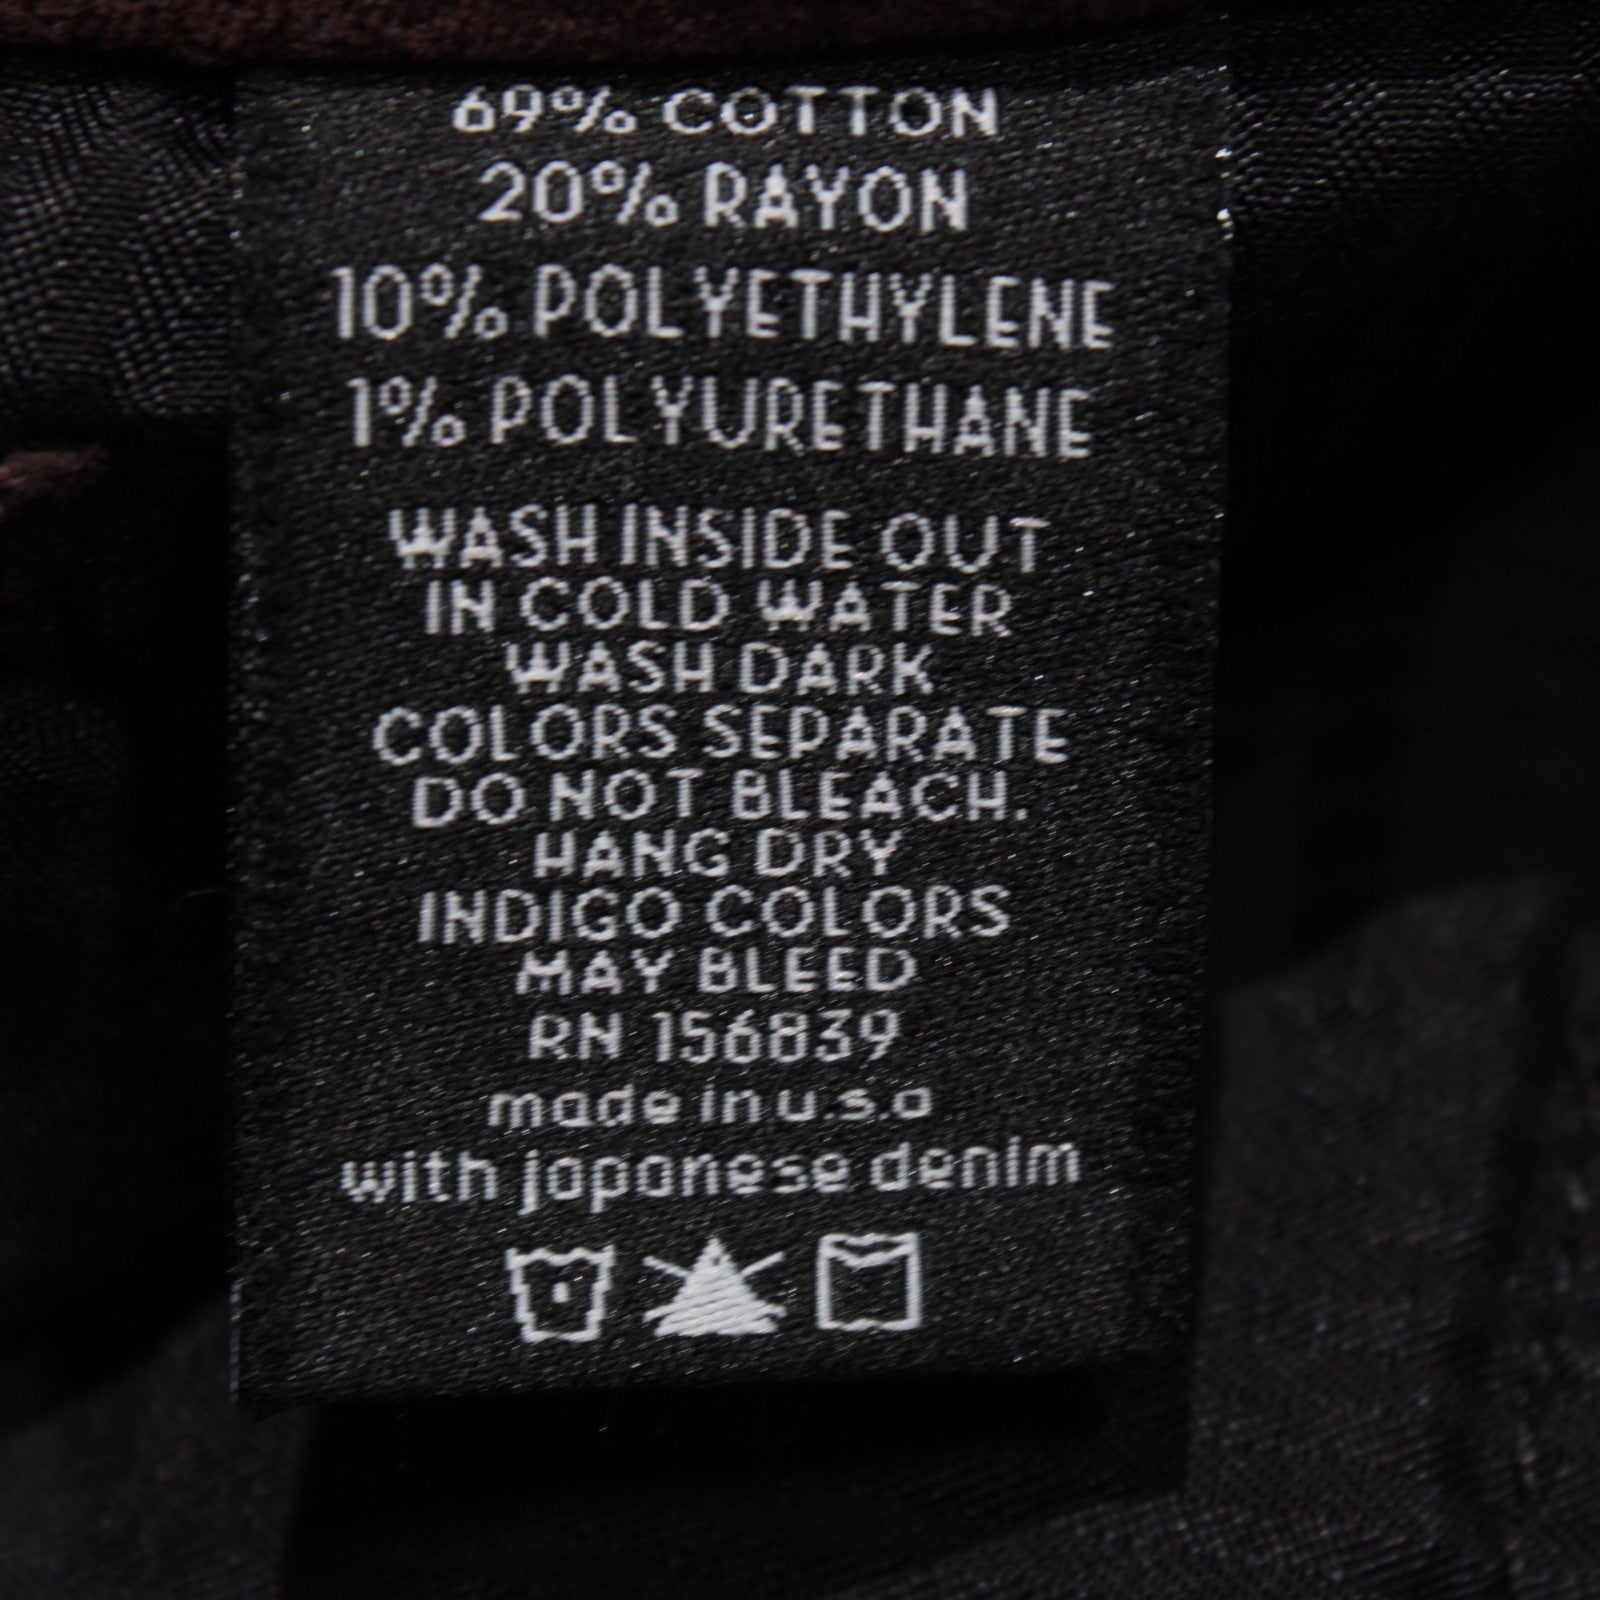 69% COTTON
20% RAYON
10% POLYETHYLENE
1% POLYURETHANE
WASH INSIDE OUT
IN COLD WATER
WASH DARK
COLORS SEPARATE
DO NOT BLEACH.
HANG DRY
INDIGO COLORS
MAY BLEED
RN 156839
made in u.s.a
with japanese denim